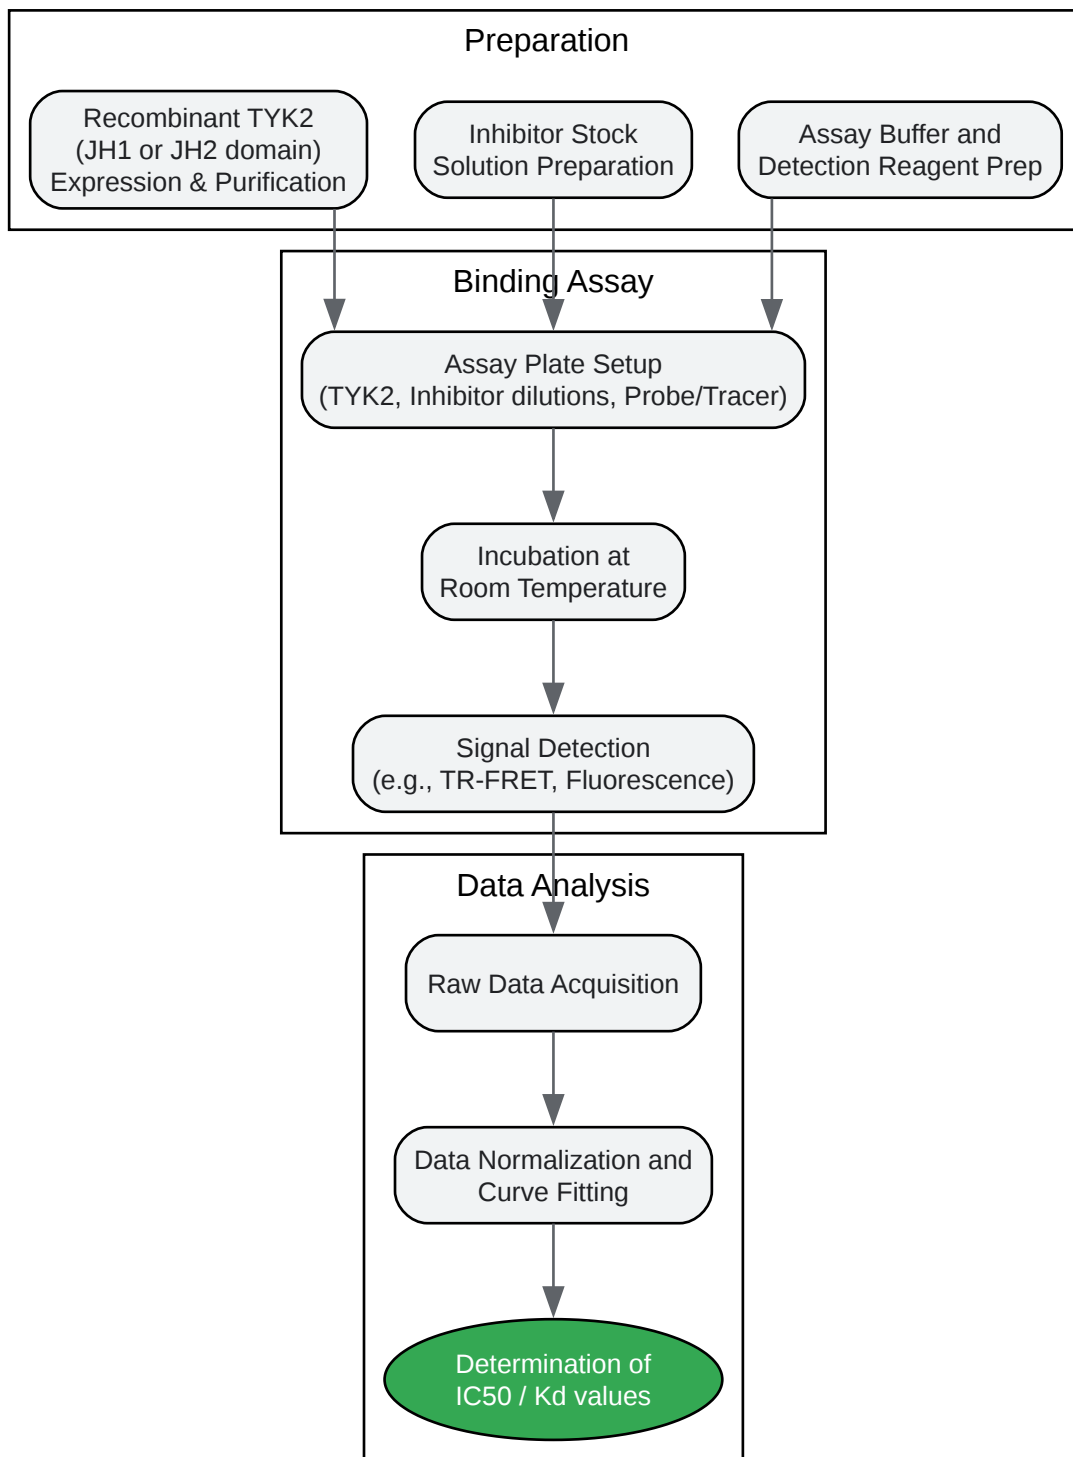 Preparation
Recombinant TYK2
(JH1 or JH2 domain)
Expression & Purification
Inhibitor Stock
Solution Preparation
Assay Buffer and
Detection Reagent Prep
Binding Assay
Assay Plate Setup
(TYK2, Inhibitor dilutions, Probe/Tracer)
Incubation at
Room Temperature
Signal Detection
(e.g., TR-FRET, Fluorescence)
Data Analysis
Raw Data Acquisition
Data Normalization and
Curve Fitting
Determination of
IC50 / Kd values